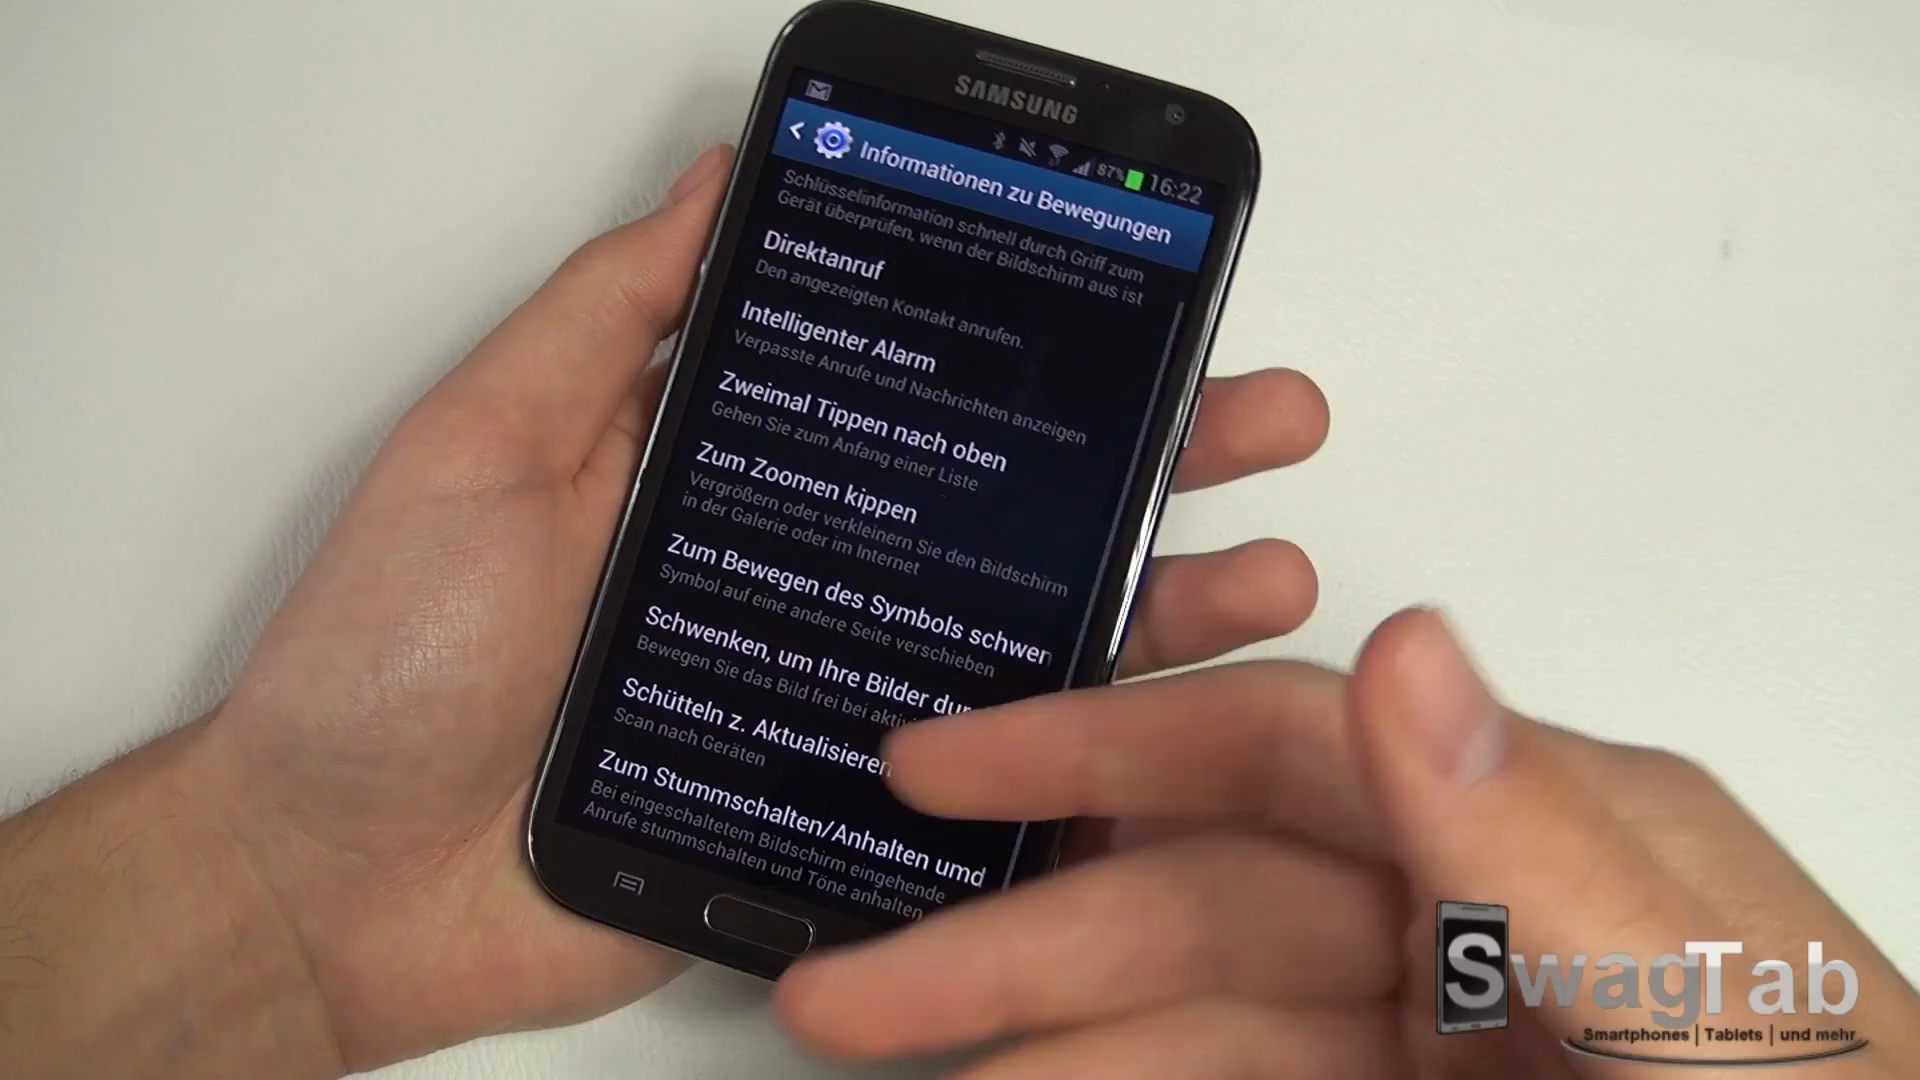 SAMSUNG
87% 16:22
Informationen zu Bewegungen
Schlüsselinformation schnell durch Griff zum
Gerät überprüfen, wenn der Bildschirm aus ist
Direktanruf
Den angezeigten Kontakt anrufen.
Intelligenter Alarm
Verpasste Anrufe und Nachrichten anzeigen
Zweimal Tippen nach oben
Gehen Sie zum Anfang einer Liste
Zum Zoomen kippen
Vergrößern oder verkleinern Sie den Bildschirm
in der Galerie oder im Internet
Zum Bewegen des Symbols schwen
Symbol auf eine andere Seite verschieben
Schwenken, um Ihre Bilder dur
Bewegen Sie das Bild frei bei aktivi
Schütteln z. Aktualisieren
Scan nach Geräten
Zum Stummschalten/Anhalten umd
Bei eingeschaltetem Bildschirm eingehende
Anrufe stummschalten und Töne anhalten
SwagTab
Smartphones | Tablets | und mehr